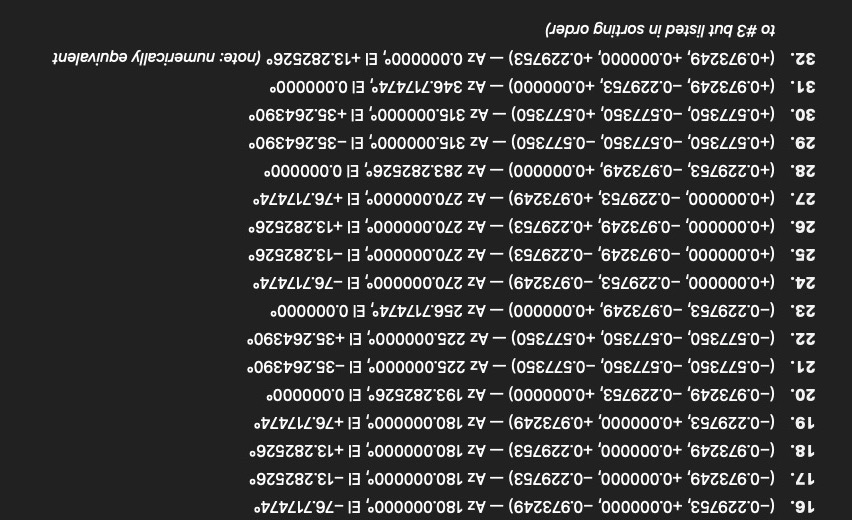 16. (−0.229753, +0.000000, −0.973249) — Az 180.000000°, El −76.717474°
17. (−0.973249, +0.000000, −0.229753) — Az 180.000000°, El −13.282526°
18. (−0.973249, +0.000000, +0.229753) — Az 180.000000°, El +13.282526°
19. (−0.229753, +0.000000, +0.973249) — Az 180.000000°, El +76.717474°
20. (−0.973249, −0.229753, +0.000000) — Az 193.282526°, El 0.000000°
21. (−0.577350, −0.577350, −0.577350) — Az 225.000000°, El −35.264390°
22. (−0.577350, −0.577350, +0.577350) — Az 225.000000°, El +35.264390°
23. (−0.229753, −0.973249, +0.000000) — Az 256.717474°, El 0.000000°
24. (+0.000000, −0.229753, −0.973249) — Az 270.000000°, El −76.717474°
25. (+0.000000, −0.973249, −0.229753) — Az 270.000000°, El −13.282526°
26. (+0.000000, −0.973249, +0.229753) — Az 270.000000°, El +13.282526°
27. (+0.000000, −0.229753, +0.973249) — Az 270.000000°, El +76.717474°
28. (+0.229753, −0.973249, +0.000000) — Az 283.282526°, El 0.000000°
29. (+0.577350, −0.577350, −0.577350) — Az 315.000000°, El −35.264390°
30. (+0.577350, −0.577350, +0.577350) — Az 315.000000°, El +35.264390°
31. (+0.973249, −0.229753, +0.000000) — Az 346.717474°, El 0.000000°
32. (+0.973249, +0.000000, +0.229753) — Az 0.000000°, El +13.282526° (note: numerically equivalent
to #3 but listed in sorting order)